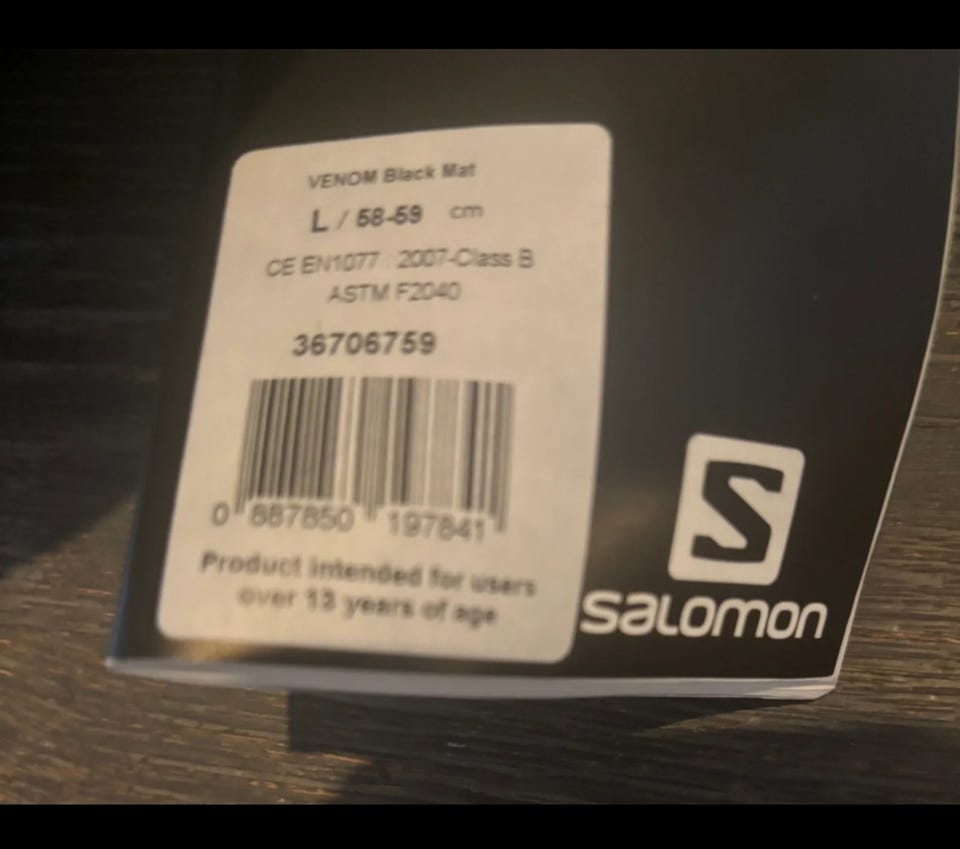 VENOM Black Mat
L / 58-59 cm
CE EN1077 : 2007-Class B
ASTM F2040
36706759
0 887850 197841
Product intended for users
over 13 years of age
S
SALOMON